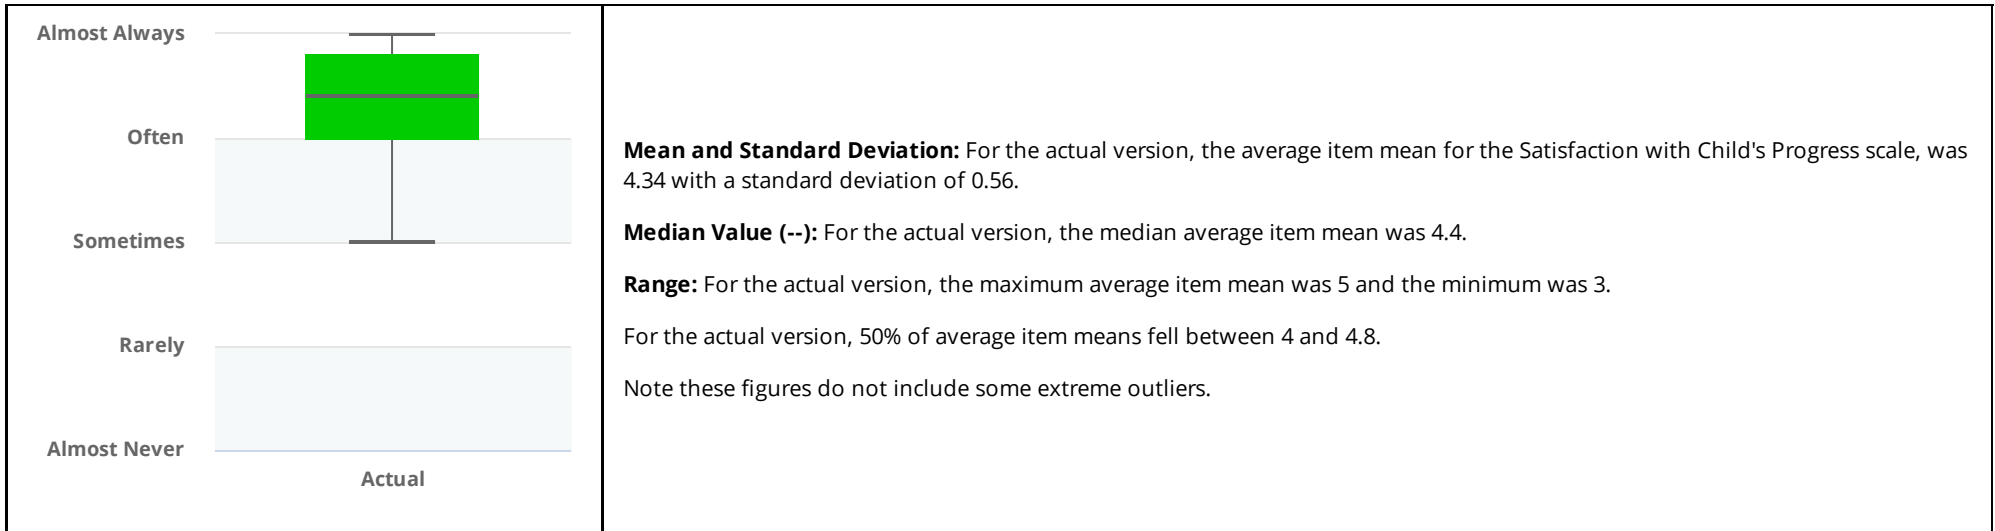 Almost Always
Often
Sometimes
Rarely
Almost Never
Actual
Mean and Standard Deviation: For the actual version, the average item mean for the Satisfaction with Child's Progress scale, was
4.34 with a standard deviation of 0.56.
Median Value (--): For the actual version, the median average item mean was 4.4.
Range: For the actual version, the maximum average item mean was 5 and the minimum was 3.
For the actual version, 50% of average item means fell between 4 and 4.8.
Note these figures do not include some extreme outliers.